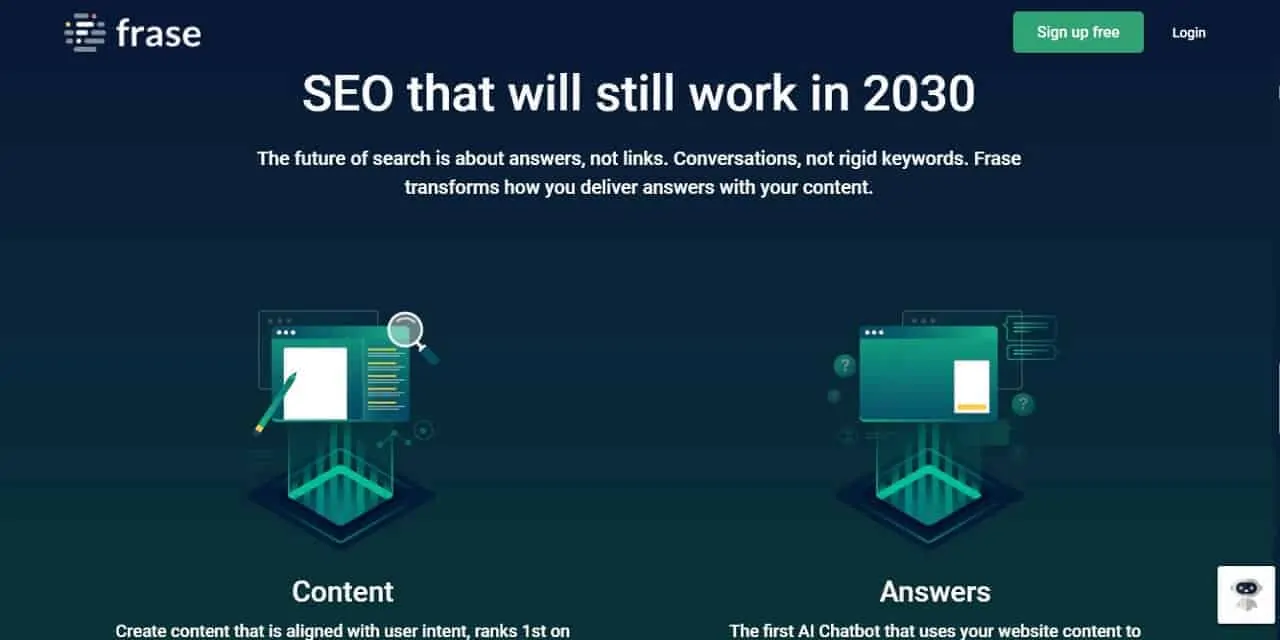 frase
Sign up free
Login
SEO that will still work in 2030
The future of search is about answers, not links. Conversations, not rigid keywords. Frase
transforms how you deliver answers with your content.
?
?
Content
Answers
Create content that is aligned with user intent, ranks 1st on
The first AI Chatbot that uses your website content to